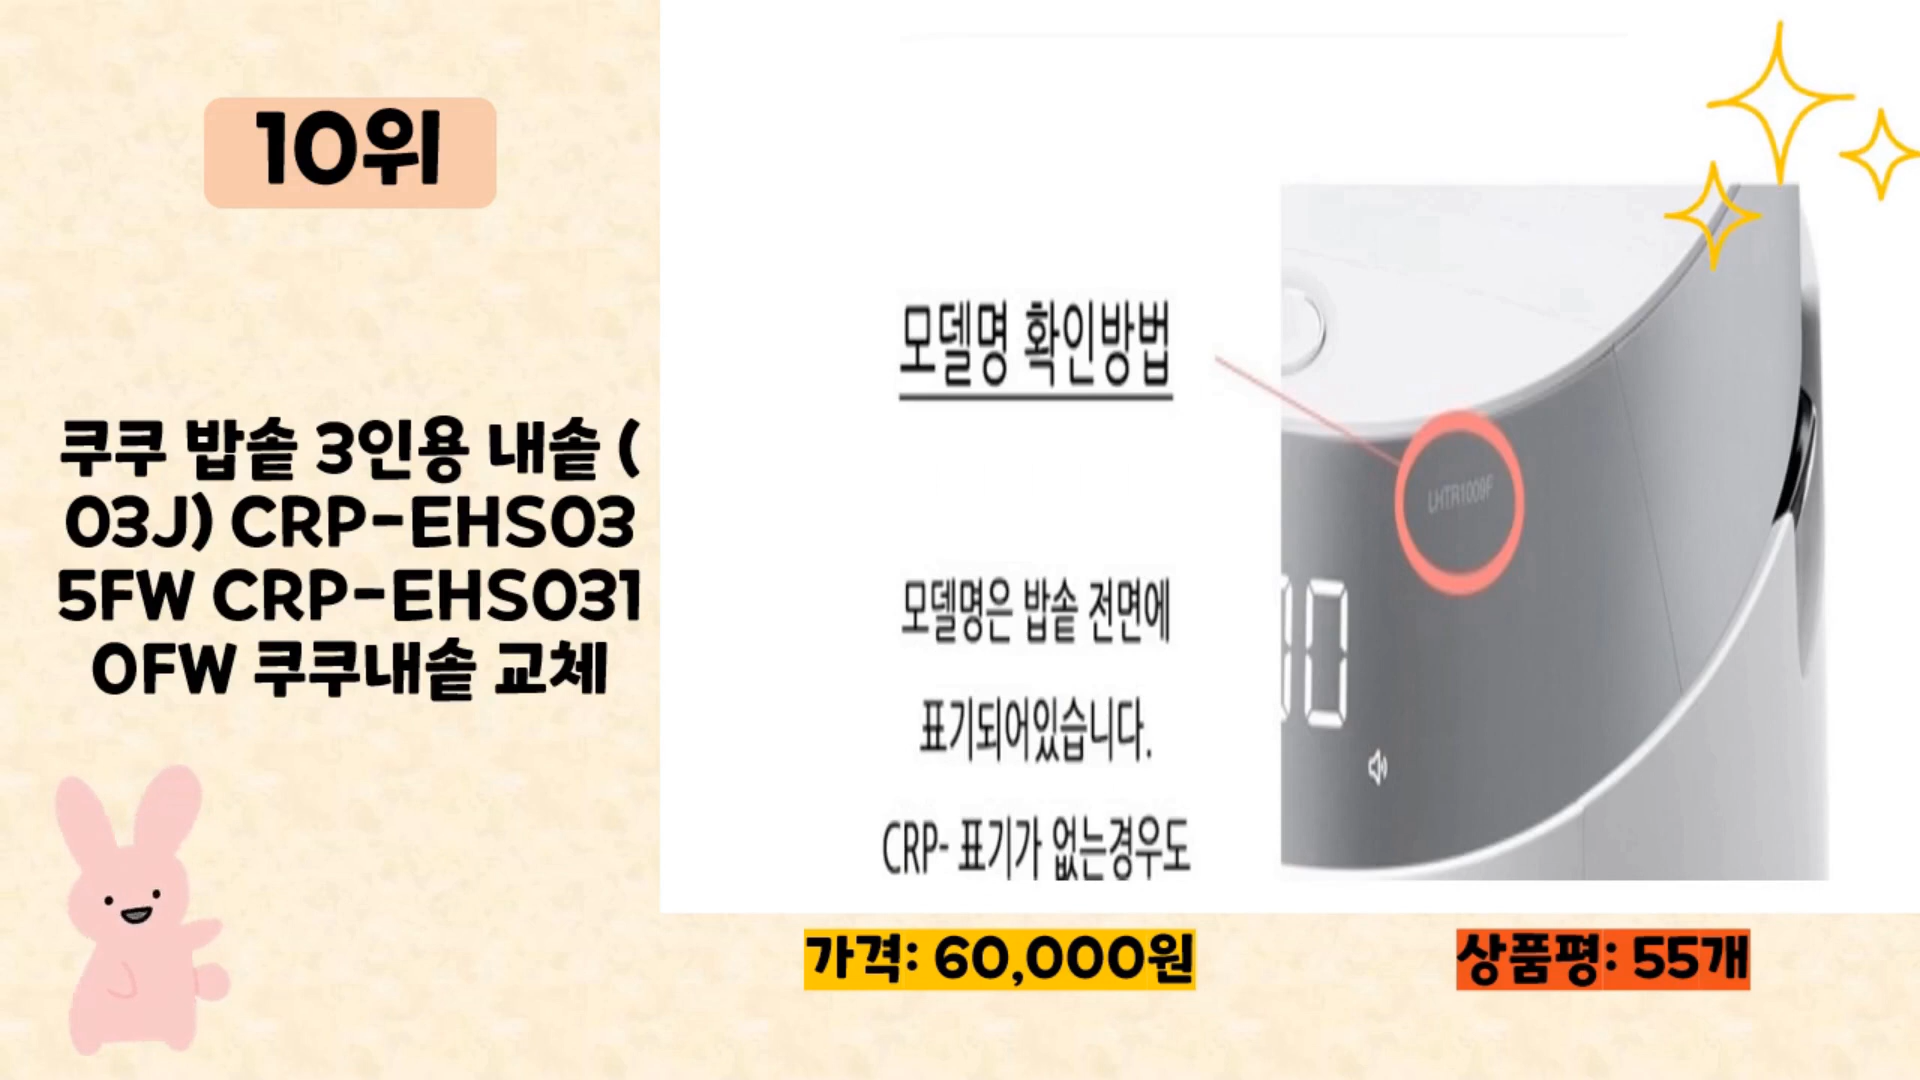 10위
쿠쿠 밥솥 3인용 내솥 (
03J) CRP-EHS03
5FW CRP-EHS031
0FW 쿠쿠내솥 교체
모델명 확인방법
모델명은 밥솥 전면에
표기되어있습니다.
CRP- 표기가 없는경우도
LHTR1009F
가격: 60,000원
상품평: 55개